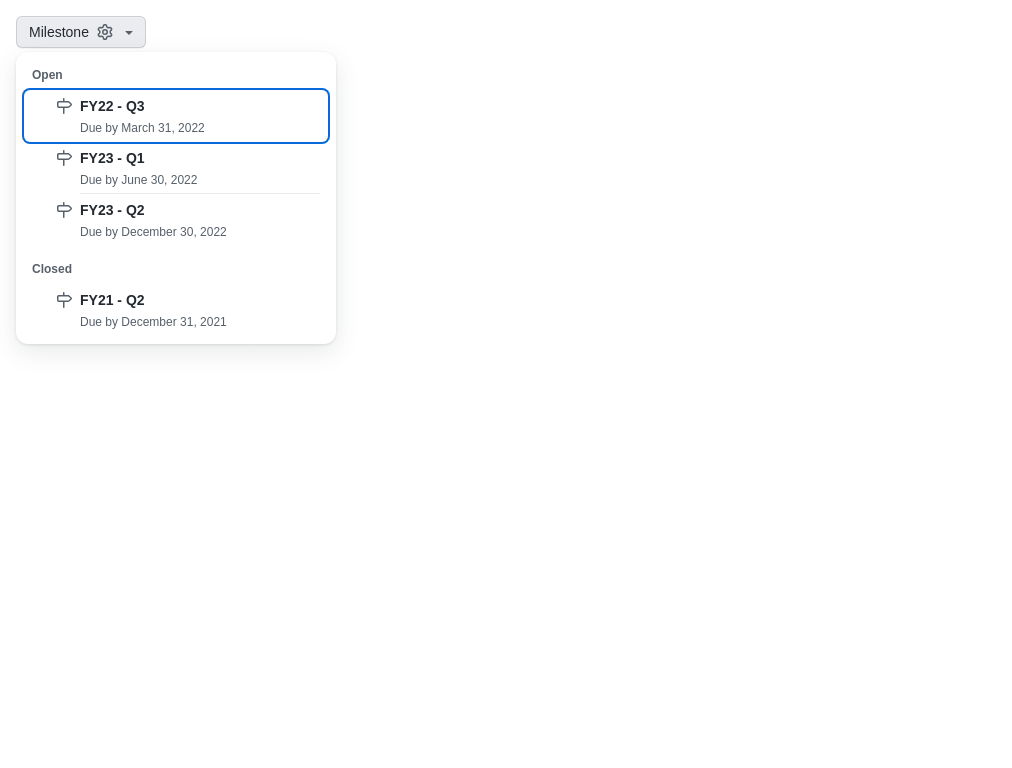 Milestone
Open
FY22 - Q3
Due by March 31, 2022
FY23 - Q1
Due by June 30, 2022
FY23 - Q2
Due by December 30, 2022
Closed
FY21 - Q2
Due by December 31, 2021